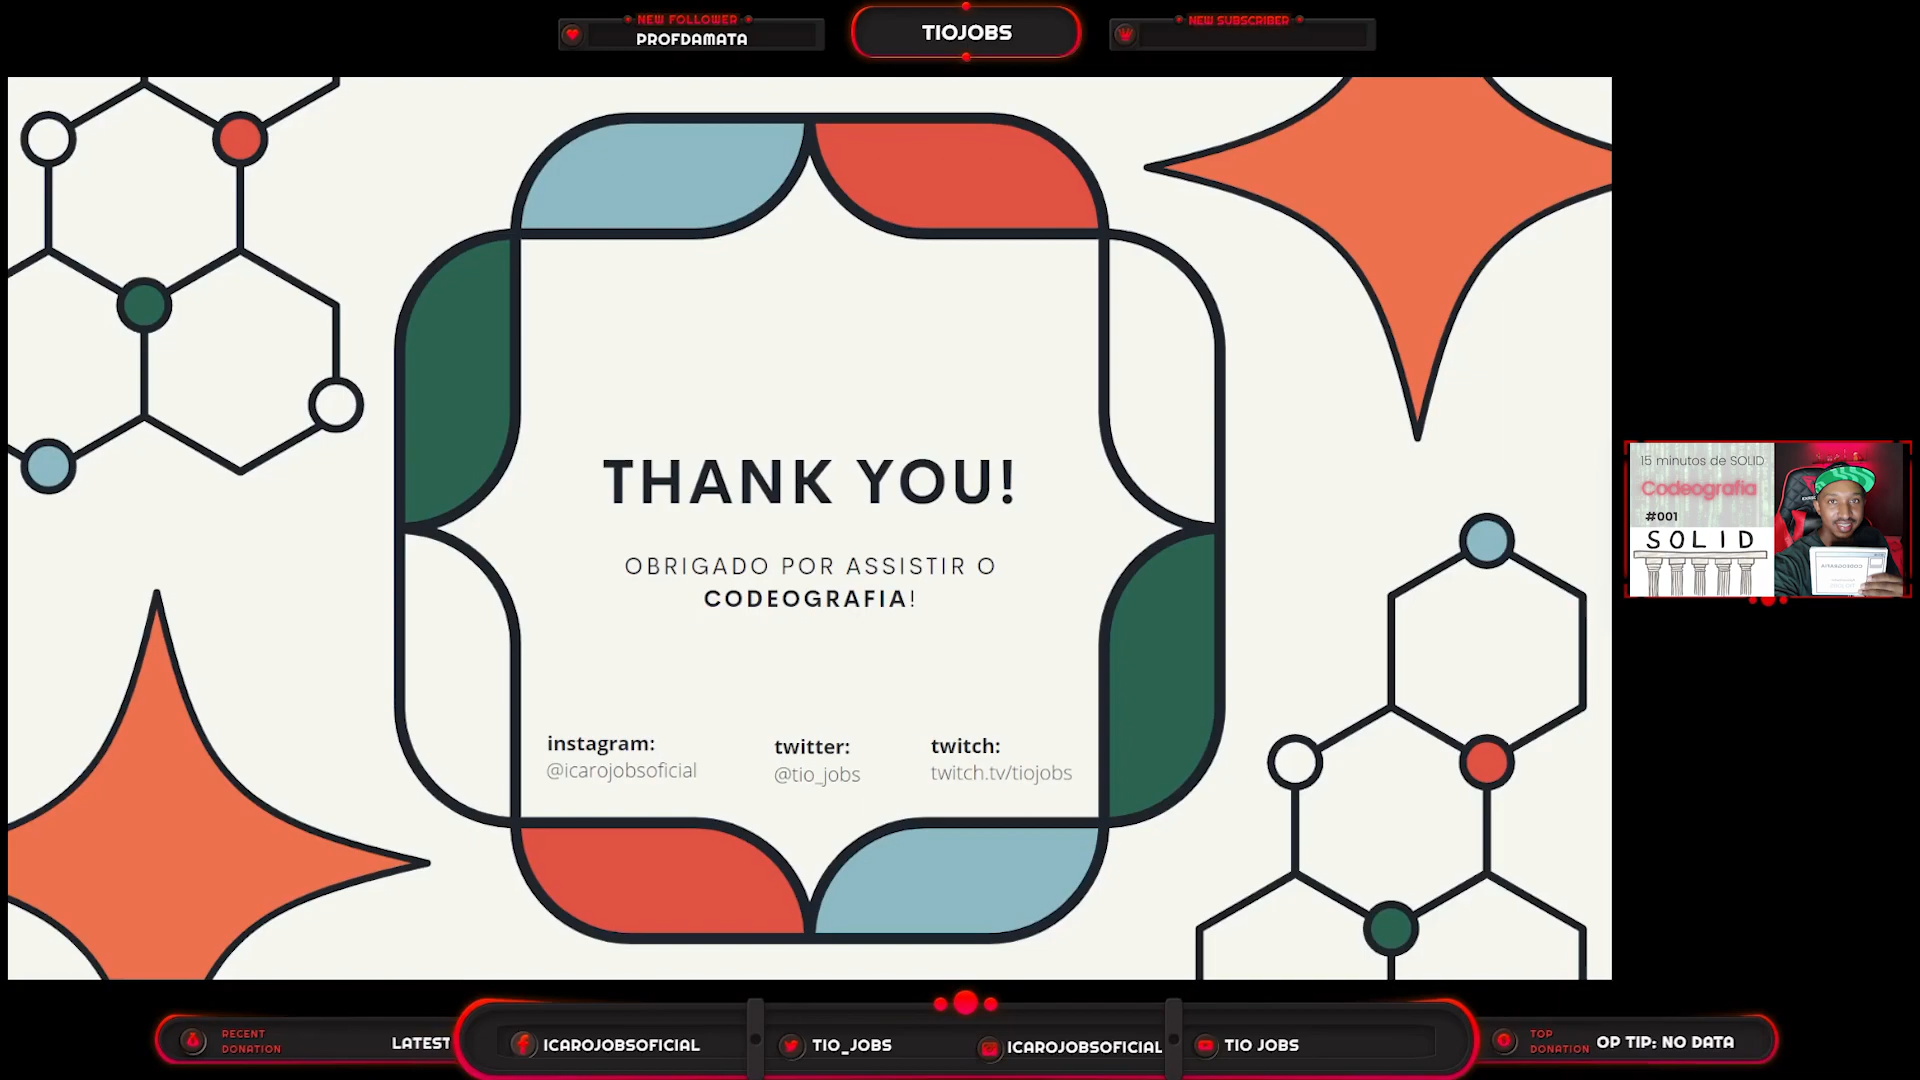 NEW FOLLOWER
PROFDAMATA
TIOJOBS
NEW SUBSCRIBER
THANK YOU!
OBRIGADO POR ASSISTIR O
CODEOGRAFIA!
instagram:
@icarojobsoficial
twitter:
@tio_jobs
twitch:
twitch.tv/tiojobs
15 minutos de SOLID
Codeografia
#001
SOLID
RECENT
DONATION
LATEST
ICAROJOBSOFICIAL
TIO_JOBS
ICAROJOBSOFICIAL
TIO JOBS
TOP
DONATION
OP TIP: NO DATA